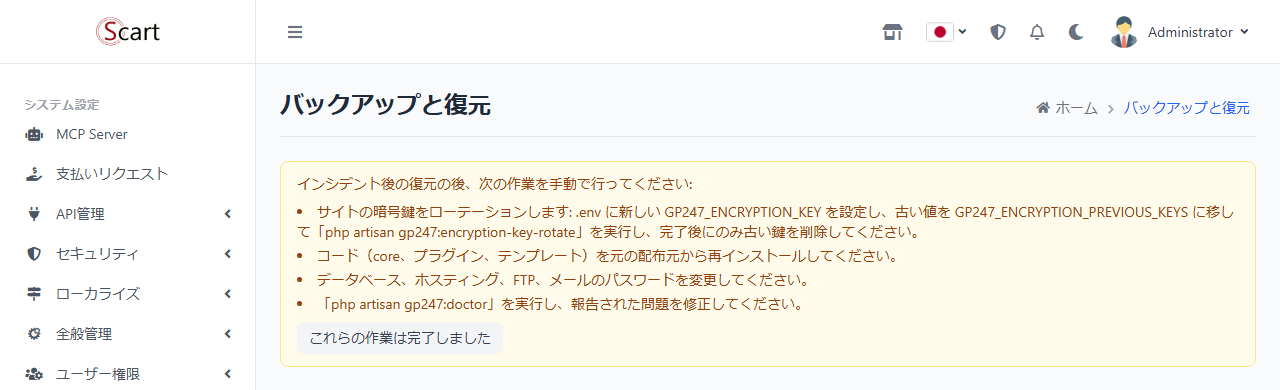 Scart
Administrator
システム設定
MCP Server
支払いリクエスト
API管理
セキュリティ
ローカライズ
全般管理
ユーザー権限
バックアップと復元
ホーム
バックアップと復元
インシデント後の復元の後、次の作業を手動で行ってください:
• サイトの暗号鍵をローテーションします: .env に新しい GP247_ENCRYPTION_KEY を設定し、古い値を GP247_ENCRYPTION_PREVIOUS_KEYS に移し
て「php artisan gp247:encryption-key-rotate」を実行し、完了後にのみ古い鍵を削除してください。
• コード（core、プラグイン、テンプレート）を元の配布元から再インストールしてください。
• データベース、ホスティング、FTP、メールのパスワードを変更してください。
• 「php artisan gp247:doctor」を実行し、報告された問題を修正してください。
これらの作業は完了しました